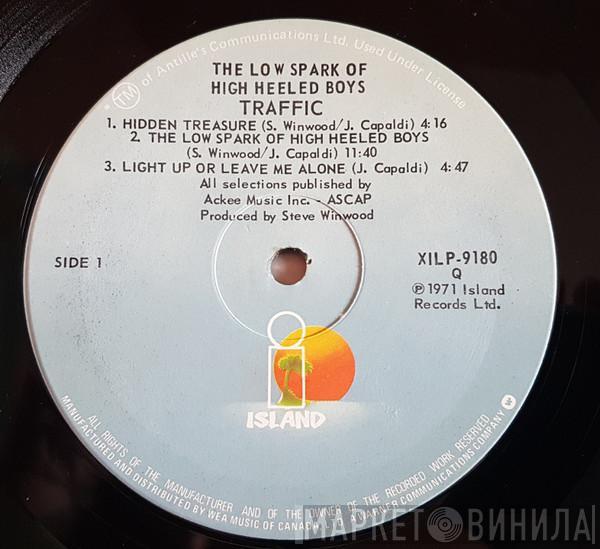 TM of Antille's Communications Ltd. Used Under License
THE LOW SPARK OF
HIGH HEELED BOYS
TRAFFIC
1. HIDDEN TREASURE (S. Winwood/J. Capaldi) 4:16
2. THE LOW SPARK OF HIGH HEELED BOYS
(S. Winwood/J. Capaldi) 11:40
3. LIGHT UP OR LEAVE ME ALONE (J. Capaldi) 4:47
All selections published by
Ackee Music Inc. - ASCAP
Produced by Steve Winwood
SIDE 1
XILP-9180
Q
℗ 1971 Island
Records Ltd.
i
ISLAND
ALL RIGHTS OF THE MANUFACTURER AND OF THE OWNER OF THE RECORDED WORK RESERVED
MANUFACTURED AND DISTRIBUTED BY WEA MUSIC OF CANADA, LTD. A WARNER COMMUNICATIONS COMPANY
МАРКЕТОВИНИЛА!